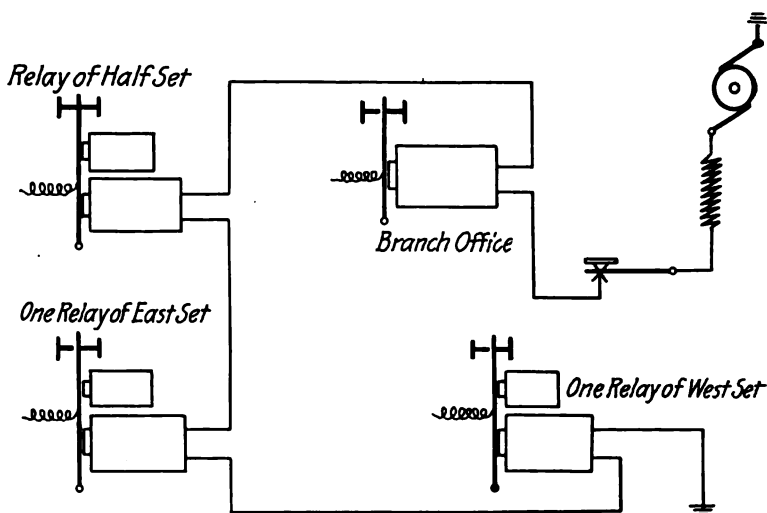 Relay of Half Set
Branch Office
One Relay of East Set
One Relay of West Set